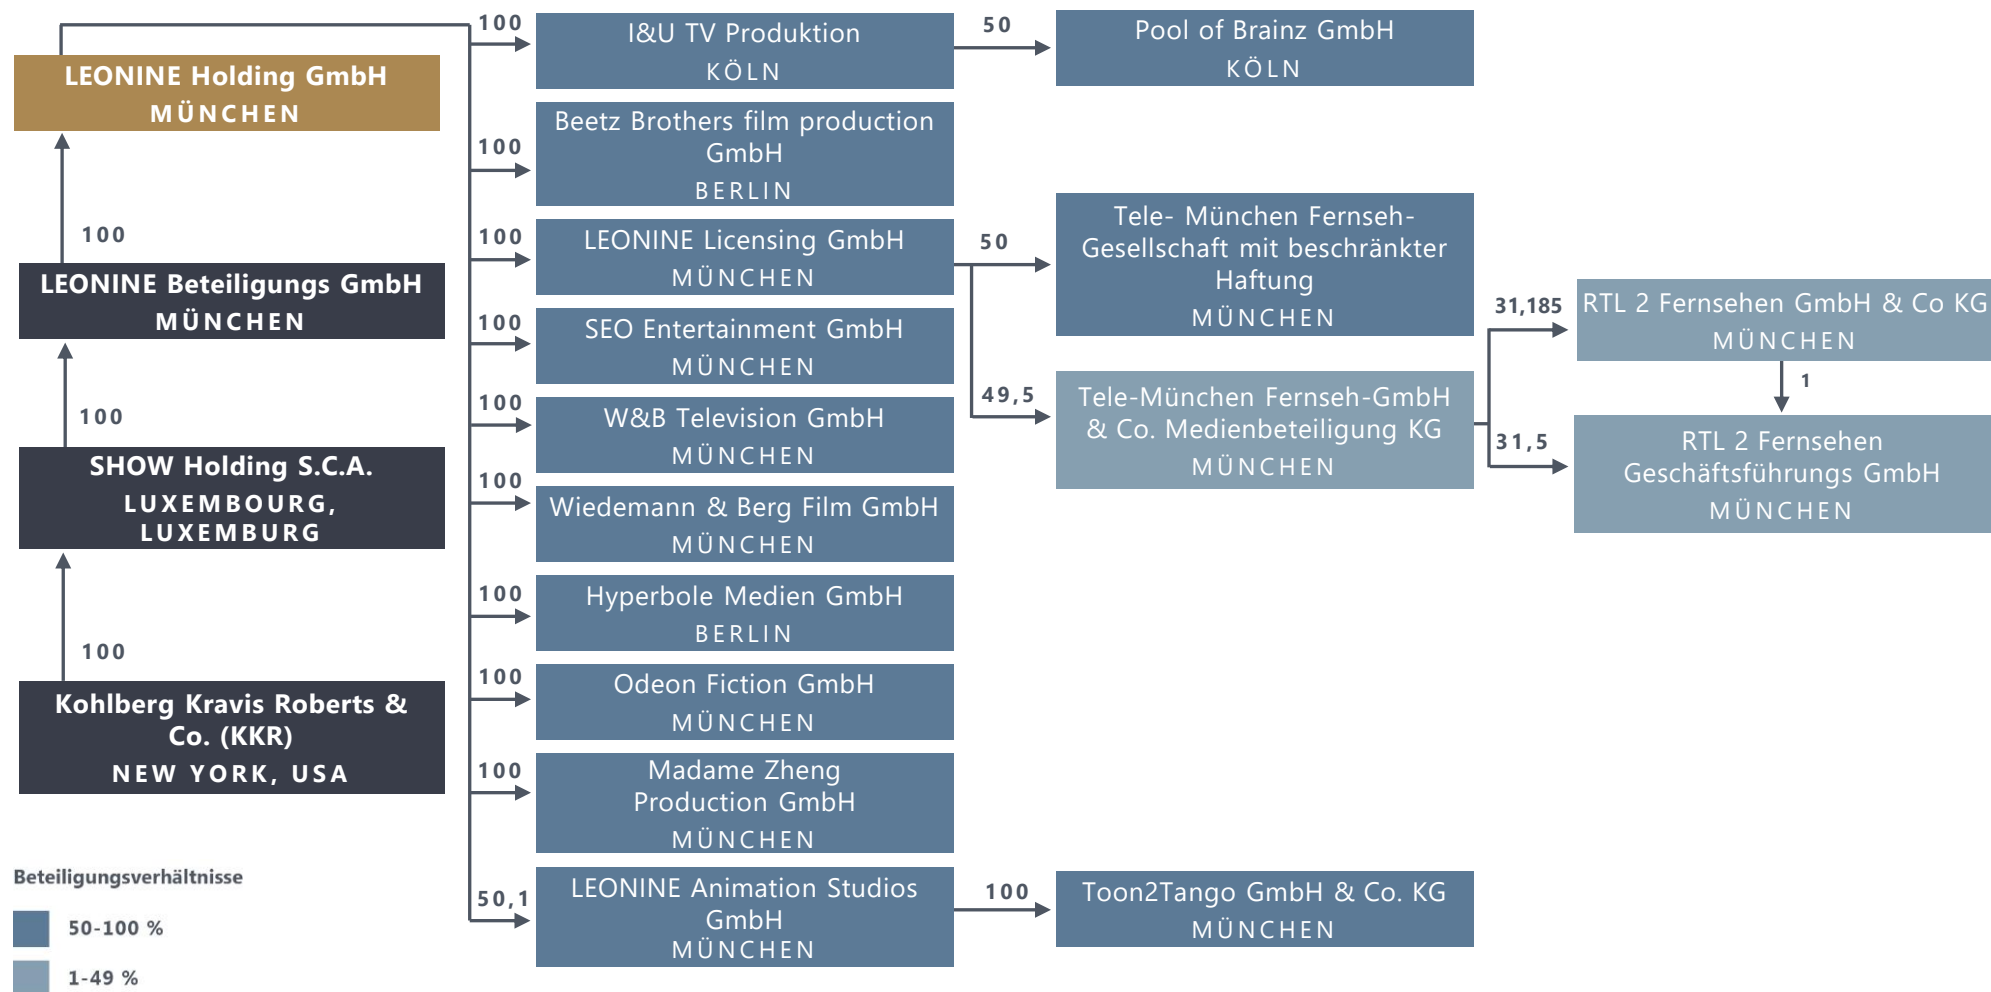 LEONINE Holding GmbH
MÜNCHEN
100
LEONINE Beteiligungs GmbH
MÜNCHEN
100
SHOW Holding S.C.A.
LUXEMBOURG,
LUXEMBURG
100
Kohlberg Kravis Roberts &
Co. (KKR)
NEW YORK, USA
Beteiligungsverhältnisse
50-100 %
1-49 %
100
I&U TV Produktion
KÖLN
50
Pool of Brainz GmbH
KÖLN
100
Beetz Brothers film production
GmbH
BERLIN
100
LEONINE Licensing GmbH
MÜNCHEN
50
Tele- München Fernseh-
Gesellschaft mit beschränkter
Haftung
MÜNCHEN
49,5
Tele-München Fernseh-GmbH
& Co. Medienbeteiligung KG
MÜNCHEN
31,185
RTL 2 Fernsehen GmbH & Co KG
MÜNCHEN
1
31,5
RTL 2 Fernsehen
Geschäftsführungs GmbH
MÜNCHEN
100
SEO Entertainment GmbH
MÜNCHEN
100
W&B Television GmbH
MÜNCHEN
100
Wiedemann & Berg Film GmbH
MÜNCHEN
100
Hyperbole Medien GmbH
BERLIN
100
Odeon Fiction GmbH
MÜNCHEN
100
Madame Zheng
Production GmbH
MÜNCHEN
50,1
LEONINE Animation Studios
GmbH
MÜNCHEN
100
Toon2Tango GmbH & Co. KG
MÜNCHEN